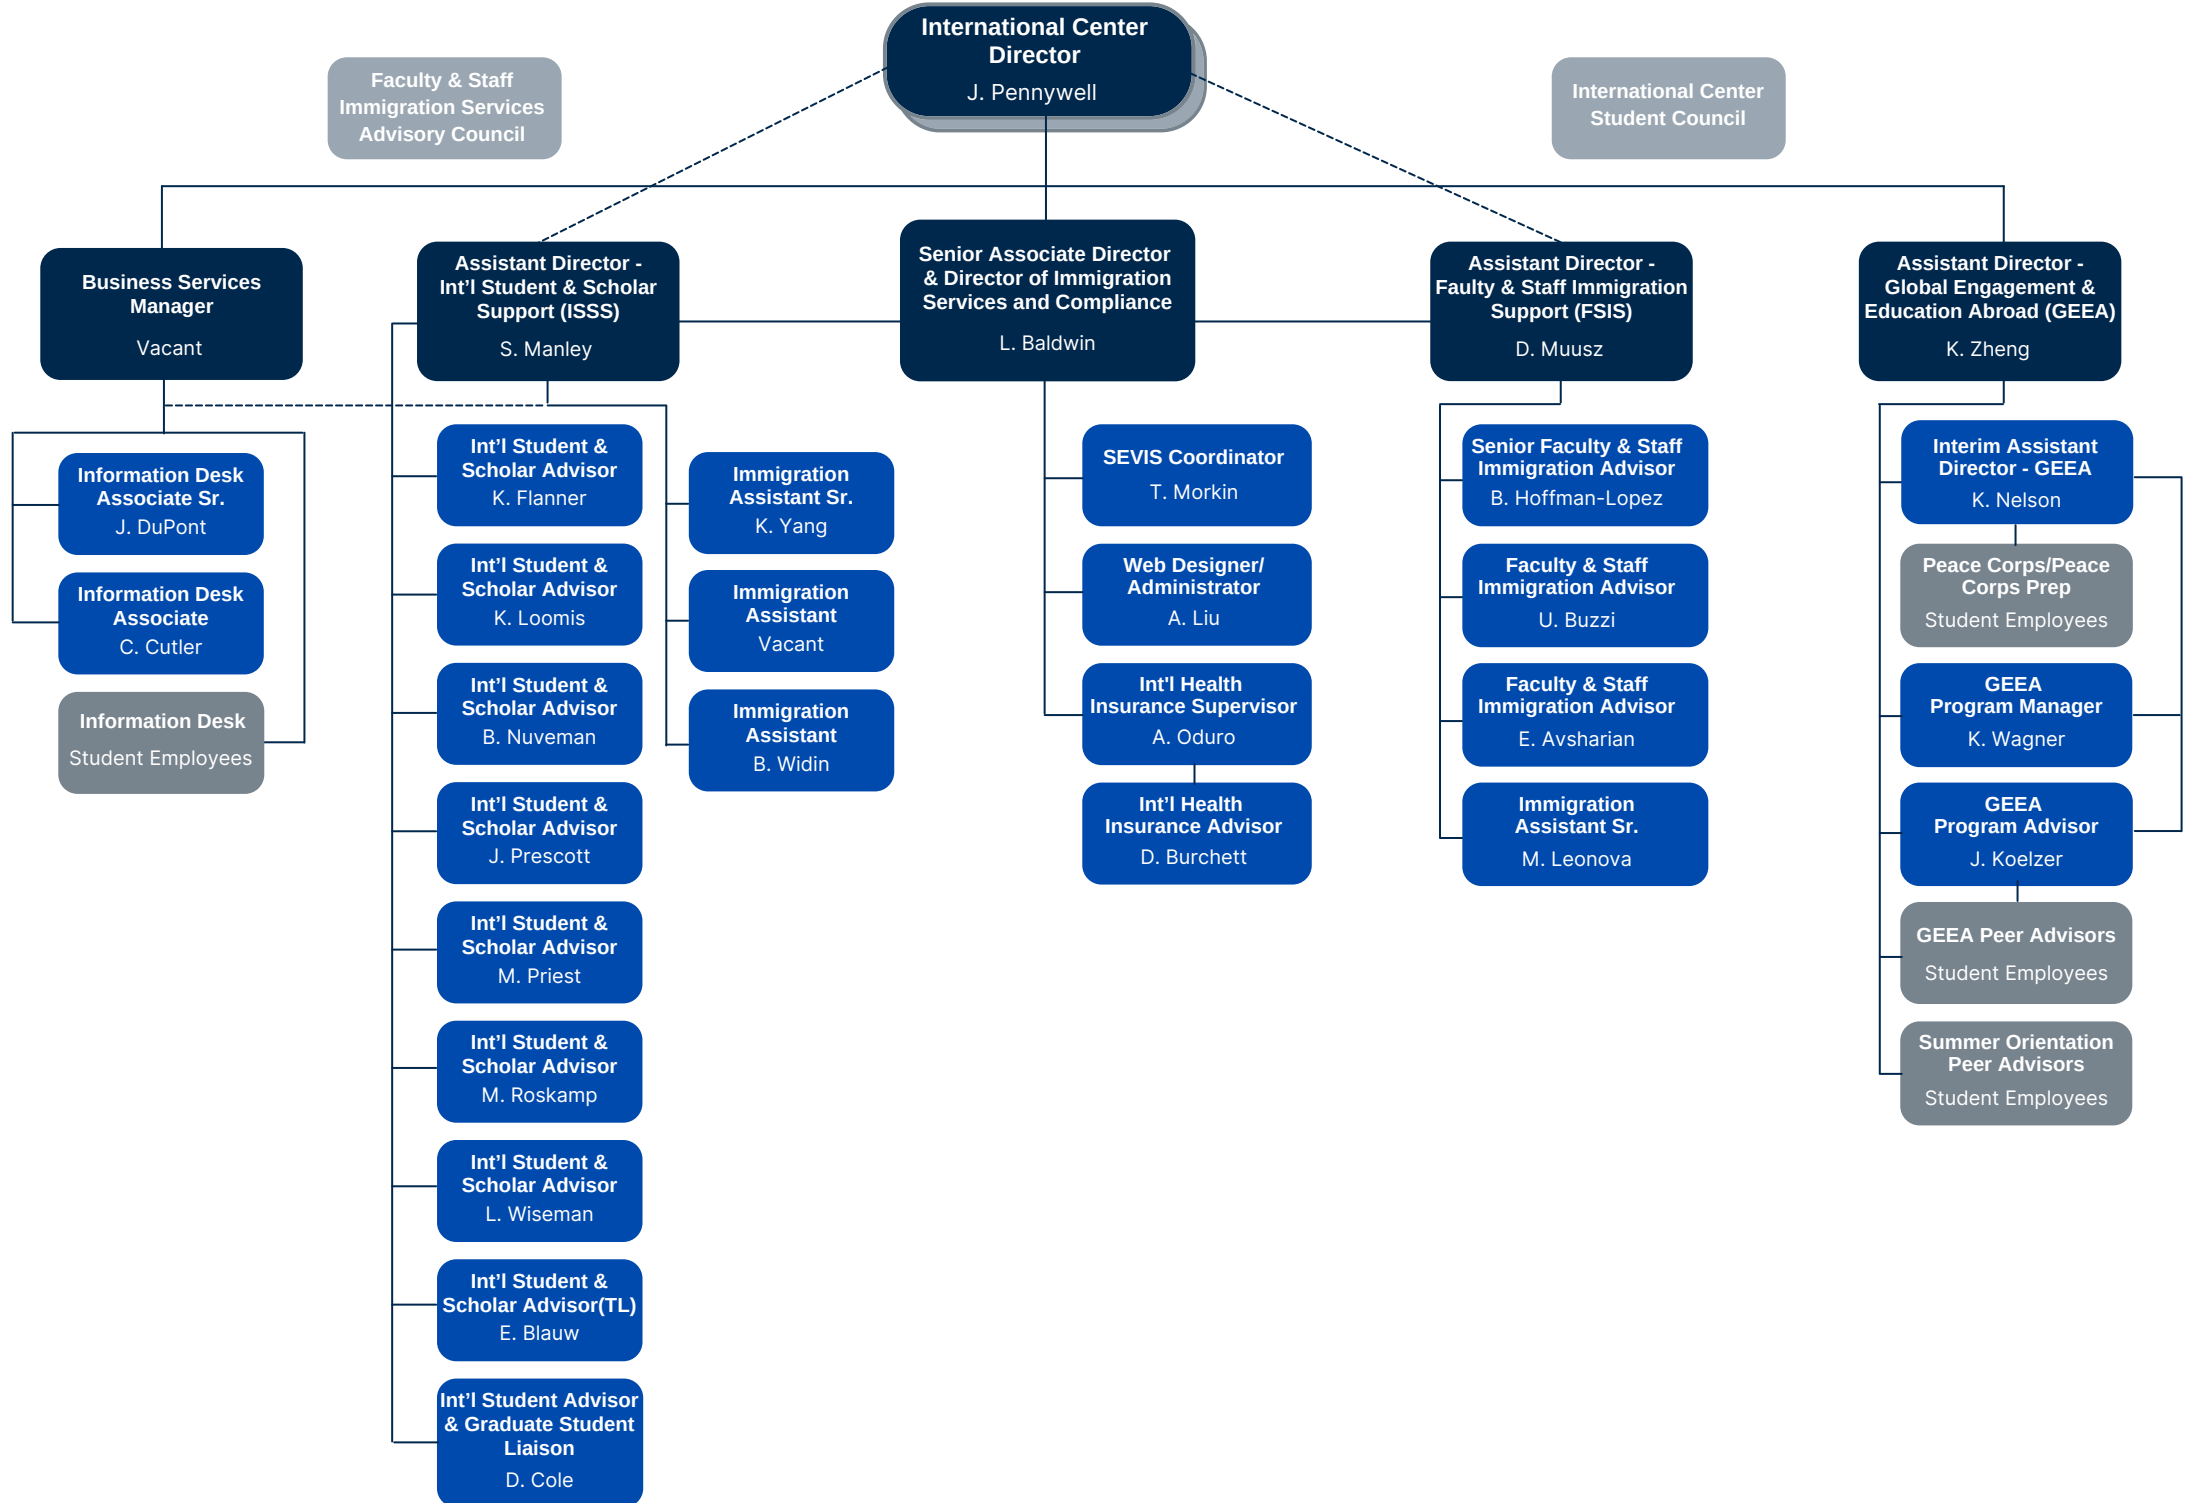 International Center
Director
J. Pennywell
Faculty & Staff
Immigration Services
Advisory Council
International Center
Student Council
Business Services
Manager
Vacant
Assistant Director -
Int’l Student & Scholar
Support (ISSS)
S. Manley
Senior Associate Director
& Director of Immigration
Services and Compliance
L. Baldwin
Assistant Director -
Faulty & Staff Immigration
Support (FSIS)
D. Muusz
Assistant Director -
Global Engagement &
Education Abroad (GEEA)
K. Zheng
Information Desk
Associate Sr.
J. DuPont
Information Desk
Associate
C. Cutler
Information Desk
Student Employees
Int’l Student &
Scholar Advisor
K. Flanner
Int’l Student &
Scholar Advisor
K. Loomis
Int’l Student &
Scholar Advisor
B. Nuveman
Int’l Student &
Scholar Advisor
J. Prescott
Int’l Student &
Scholar Advisor
M. Priest
Int’l Student &
Scholar Advisor
M. Roskamp
Int’l Student &
Scholar Advisor
L. Wiseman
Int’l Student &
Scholar Advisor(TL)
E. Blauw
Int’l Student Advisor
& Graduate Student
Liaison
D. Cole
Immigration
Assistant Sr.
K. Yang
Immigration
Assistant
Vacant
Immigration
Assistant
B. Widin
SEVIS Coordinator
T. Morkin
Web Designer/
Administrator
A. Liu
Int'l Health
Insurance Supervisor
A. Oduro
Int’l Health
Insurance Advisor
D. Burchett
Senior Faculty & Staff
Immigration Advisor
B. Hoffman-Lopez
Faculty & Staff
Immigration Advisor
U. Buzzi
Faculty & Staff
Immigration Advisor
E. Avsharian
Immigration
Assistant Sr.
M. Leonova
Interim Assistant
Director - GEEA
K. Nelson
Peace Corps/Peace
Corps Prep
Student Employees
GEEA
Program Manager
K. Wagner
GEEA
Program Advisor
J. Koelzer
GEEA Peer Advisors
Student Employees
Summer Orientation
Peer Advisors
Student Employees